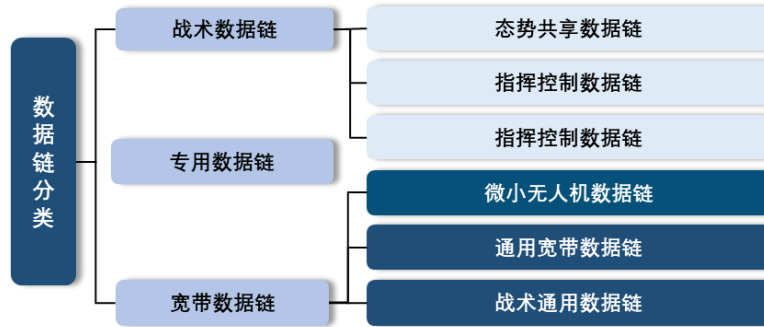 数据链分类
战术数据链
态势共享数据链
指挥控制数据链
指挥控制数据链
专用数据链
宽带数据链
微小无人机数据链
通用宽带数据链
战术通用数据链